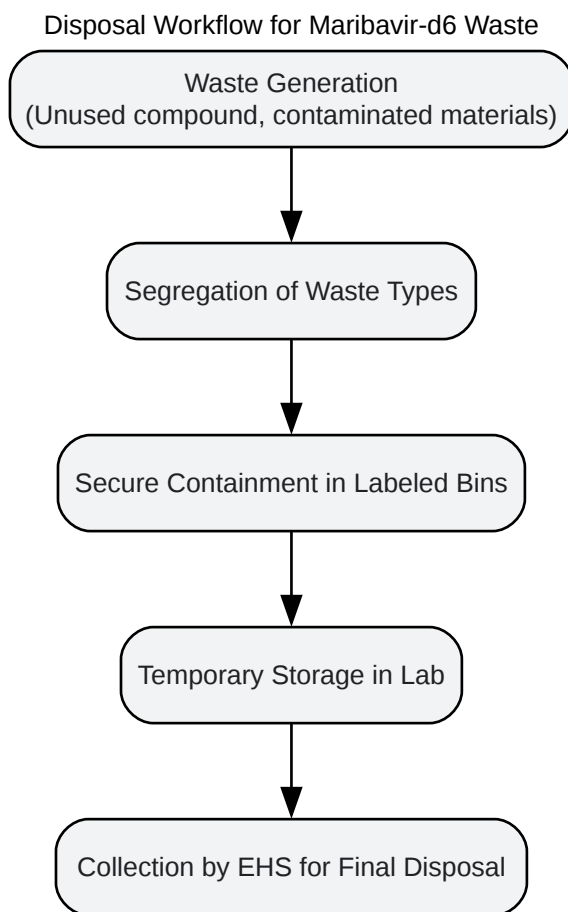 Disposal Workflow for Maribavir-d6 Waste
Waste Generation
(Unused compound, contaminated materials)
Segregation of Waste Types
Secure Containment in Labeled Bins
Temporary Storage in Lab
Collection by EHS for Final Disposal